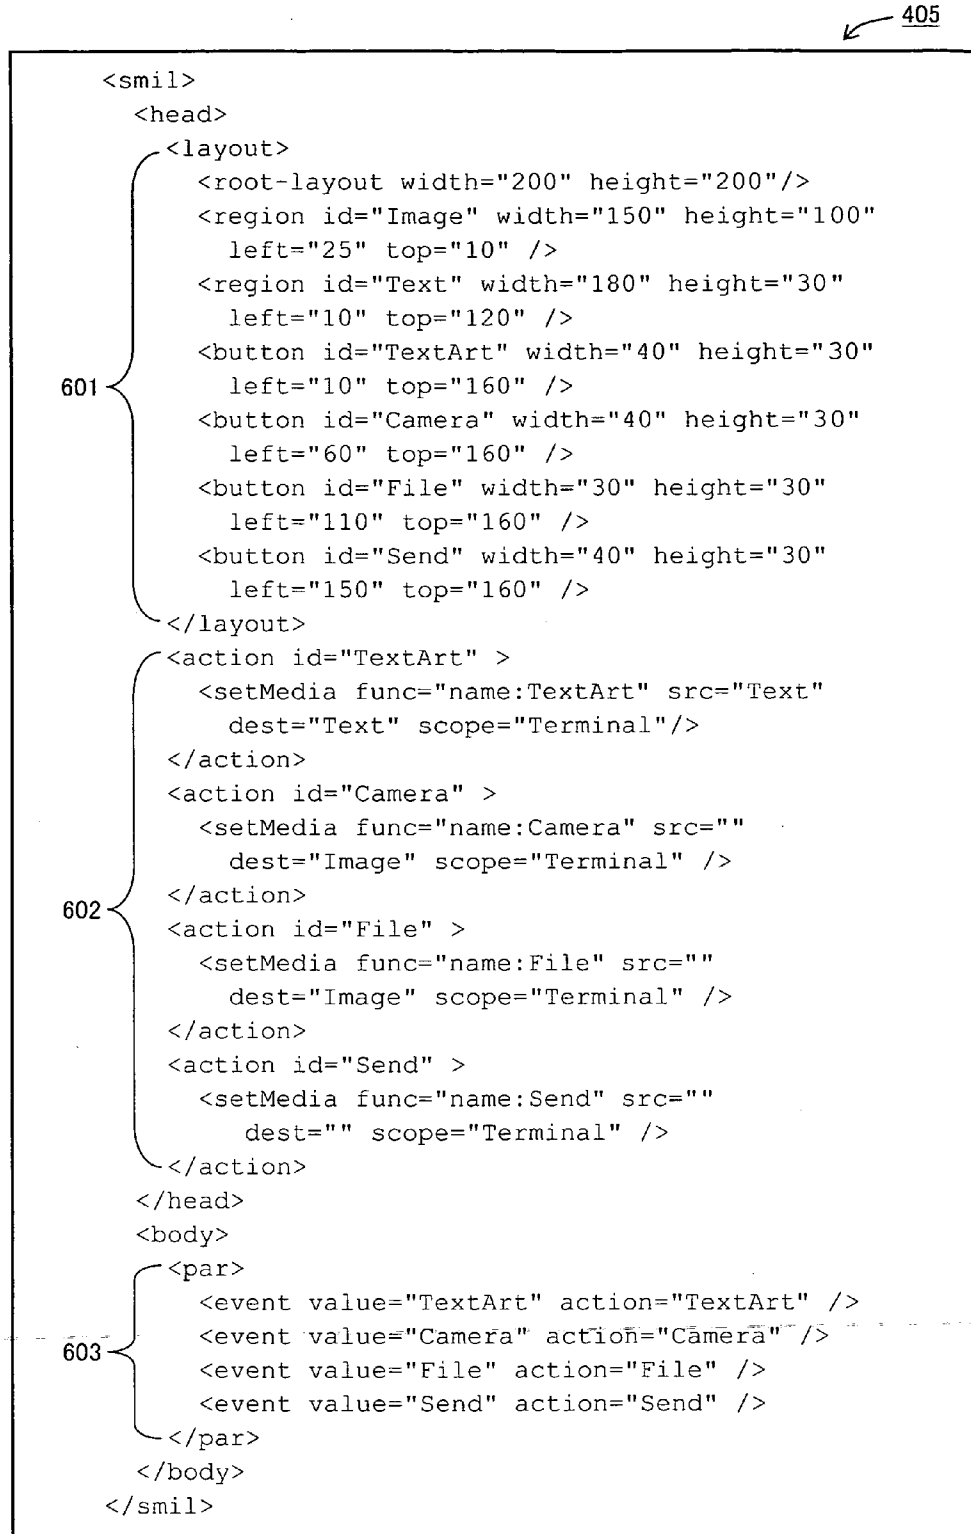 405
<smil>
<head>
<layout>
<root-layout width="200" height="200"/>
<region id="Image" width="150" height="100"
left="25" top="10" />
<region id="Text" width="180" height="30"
left="10" top="120" />
<button id="TextArt" width="40" height="30"
left="10" top="160" />
601
<button id="Camera" width="40" height="30"
left="60" top="160" />
<button id="File" width="30" height="30"
left="110" top="160" />
<button id="Send" width="40" height="30"
left="150" top="160" />
</layout>
<action id="TextArt" >
<setMedia func="name:TextArt" src="Text"
dest="Text" scope="Terminal"/>
</action>
<action id="Camera" >
<setMedia func="name:Camera" src=""
dest="Image" scope="Terminal" />
</action>
602
<action id="File" >
<setMedia func="name:File" src=""
dest="Image" scope="Terminal" />
</action>
<action id="Send" >
<setMedia func="name:Send" src=""
dest="" scope="Terminal" />
</action>
</head>
<body>
<par>
<event value="TextArt" action="TextArt" />
<event value="Camera" action="Camera" />
603
<event value="File" action="File" />
<event value="Send" action="Send" />
</par>
</body>
</smil>